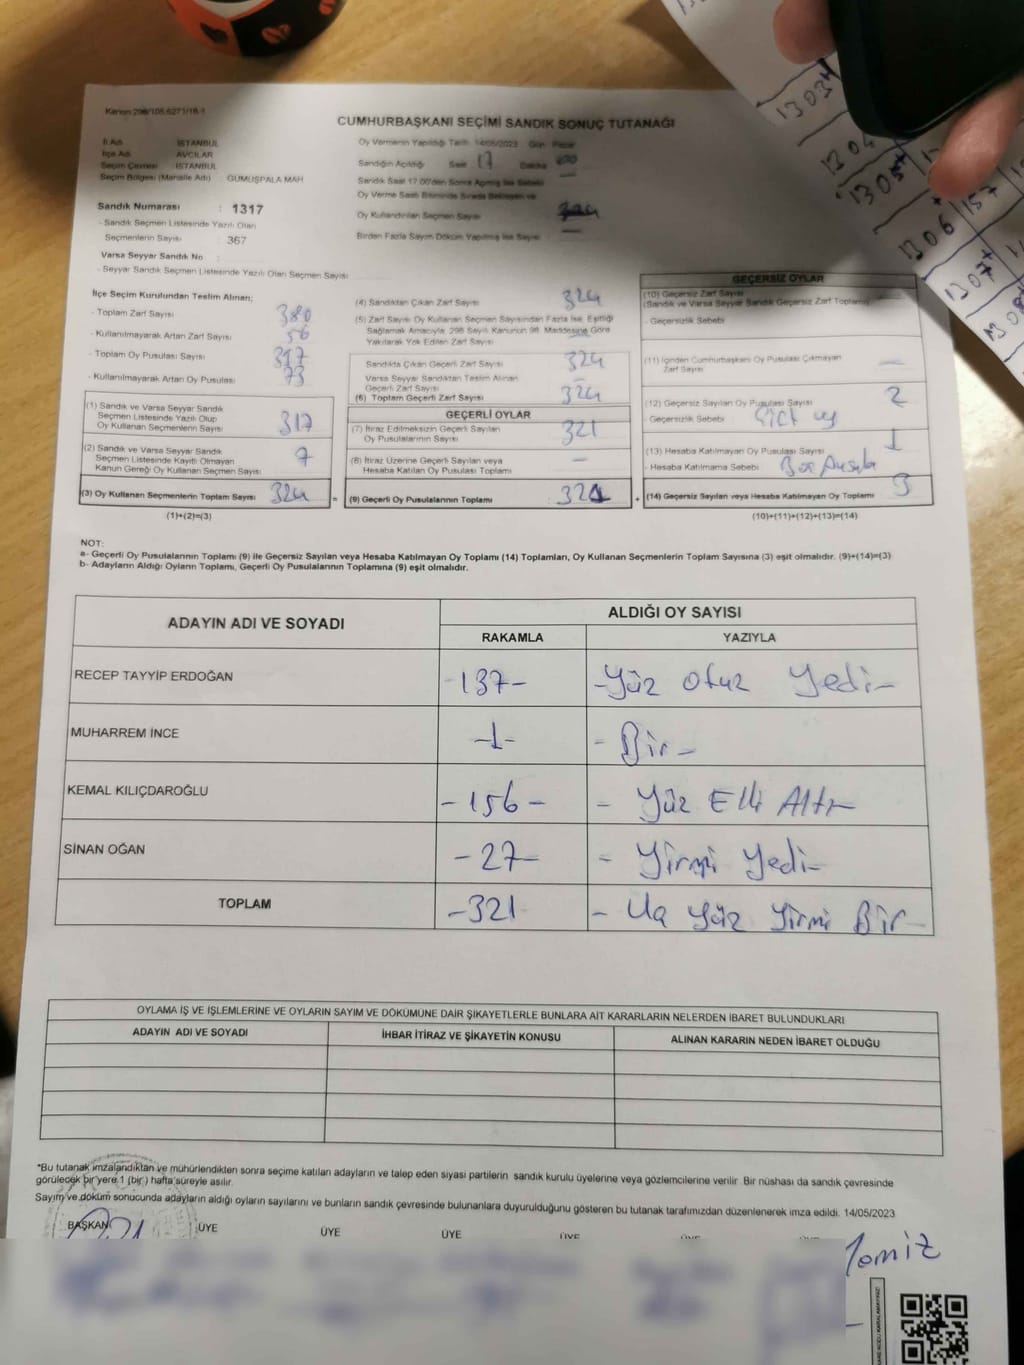 Kanun:298/105,6271/18-1
CUMHURBAŞKANI SEÇİMİ SANDIK SONUÇ TUTANAĞI
İl Adı : İSTANBUL
İlçe Adı : AVCILAR
Seçim Çevresi : İSTANBUL
Seçim Bölgesi (Mahalle Adı) : GÜMÜŞPALA MAH
Sandık Numarası : 1317
- Sandık Seçmen Listesinde Yazılı Olan
Seçmenlerin Sayısı : 367
Varsa Seyyar Sandık No :
- Seyyar Sandık Seçmen Listesinde Yazılı Olan Seçmen Sayısı :
Oy Vermenin Yapıldığı Tarih 14/05/2023 Gün Pazar
Sandığın Açıldığı Saat 17 Dakika
Sandık Saat 17.00'den Sonra Açılmış İse Sebebi
Oy Verme Saati Bitiminde Sırada Bekleyen ve
Oy Kullandırılan Seçmen Sayısı
Birden Fazla Sayım Döküm Yapılmış İse Sayısı —
İlçe Seçim Kurulundan Teslim Alınan;
- Toplam Zarf Sayısı : 380
- Kullanılmayarak Artan Zarf Sayısı 56
- Toplam Oy Pusulası Sayısı
- Kullanılmayarak Artan Oy Pusulası 73
(1) Sandık ve Varsa Seyyar Sandık
Seçmen Listesinde Yazılı Olup
Oy Kullanan Seçmenlerin Sayısı : 317
(2) Sandık ve Varsa Seyyar Sandık
Seçmen Listesinde Kayıtlı Olmayan
Kanun Gereği Oy Kullanan Seçmen Sayısı : 7
(3) Oy Kullanan Seçmenlerin Toplam Sayısı : 324
(1)+(2)=(3)
(4) Sandıktan Çıkan Zarf Sayısı 324
(5) Zarf Sayısı Oy Kullanan Seçmen Sayısından Fazla İse, Eşitliği
Sağlamak Amacıyla 298 Sayılı Kanunun 98. Maddesine Göre
Yakılarak Yok Edilen Zarf Sayısı —
Sandıkta Çıkan Geçerli Zarf Sayısı 324
Varsa Seyyar Sandıktan Teslim Alınan
Geçerli Zarf Sayısı —
(6) Toplam Geçerli Zarf Sayısı 324
GEÇERLİ OYLAR
(7) İtiraz Edilmeksizin Geçerli Sayılan
Oy Pusulalarının Sayısı : 321
(8) İtiraz Üzerine Geçerli Sayılan veya
Hesaba Katılan Oy Pusulası Toplamı : —
= (9) Geçerli Oy Pusulalarının Toplamı : 321
GEÇERSİZ OYLAR
(10) Geçersiz Zarf Sayısı
(Sandık ve Varsa Seyyar Sandık Geçersiz Zarf Toplamı)
- Geçersizlik Sebebi :
(11) İçinden Cumhurbaşkanı Oy Pusulası Çıkmayan
Zarf Sayısı —
(12) Geçersiz Sayılan Oy Pusulası Sayısı : 2
- Geçersizlik Sebebi : Çift oy
(13) Hesaba Katılmayan Oy Pusulası Sayısı : 1
- Hesaba Katılmama Sebebi : Boş Pusula
+ (14) Geçersiz Sayılan veya Hesaba Katılmayan Oy Toplamı : 3
(10)+(11)+(12)+(13)=(14)
NOT:
a- Geçerli Oy Pusulalarının Toplamı (9) ile Geçersiz Sayılan veya Hesaba Katılmayan Oy Toplamı (14) Toplamları, Oy Kullanan Seçmenlerin Toplam Sayısına (3) eşit olmalıdır. (9)+(14)=(3)
b- Adayların Aldığı Oyların Toplamı, Geçerli Oy Pusulalarının Toplamına (9) eşit olmalıdır.
ADAYIN ADI VE SOYADI ALDIĞI OY SAYISI
RAKAMLA YAZIYLA
RECEP TAYYİP ERDOĞAN -137- -Yüz otuz Yedi-
MUHARREM İNCE -1- -Bir-
KEMAL KILIÇDAROĞLU -156- -Yüz Elli Altı-
SİNAN OĞAN -27- -Yirmi Yedi-
TOPLAM -321 -Üç Yüz Yirmi Bir-
OYLAMA İŞ VE İŞLEMLERİNE VE OYLARIN SAYIM VE DÖKÜMÜNE DAİR ŞİKAYETLERLE BUNLARA AİT KARARLARIN NELERDEN İBARET BULUNDUKLARI
ADAYIN ADI VE SOYADI İHBAR İTİRAZ VE ŞİKAYETİN KONUSU ALINAN KARARIN NEDEN İBARET OLDUĞU
*Bu tutanak imzalandıktan ve mühürlendikten sonra seçime katılan adayların ve talep eden siyasi partilerin sandık kurulu üyelerine veya gözlemcilerine verilir. Bir nüshası da sandık çevresinde
görülecek bir yere 1 (bir) hafta süreyle asılır.
Sayım ve döküm sonucunda adayların aldığı oyların sayılarını ve bunların sandık çevresinde bulunanlara duyurulduğunu gösteren bu tutanak tarafımızdan düzenlenerek imza edildi. 14/05/2023
BAŞKAN ÜYE ÜYE ÜYE ÜYE
1303
1304
1305
1306 157
1307
1308